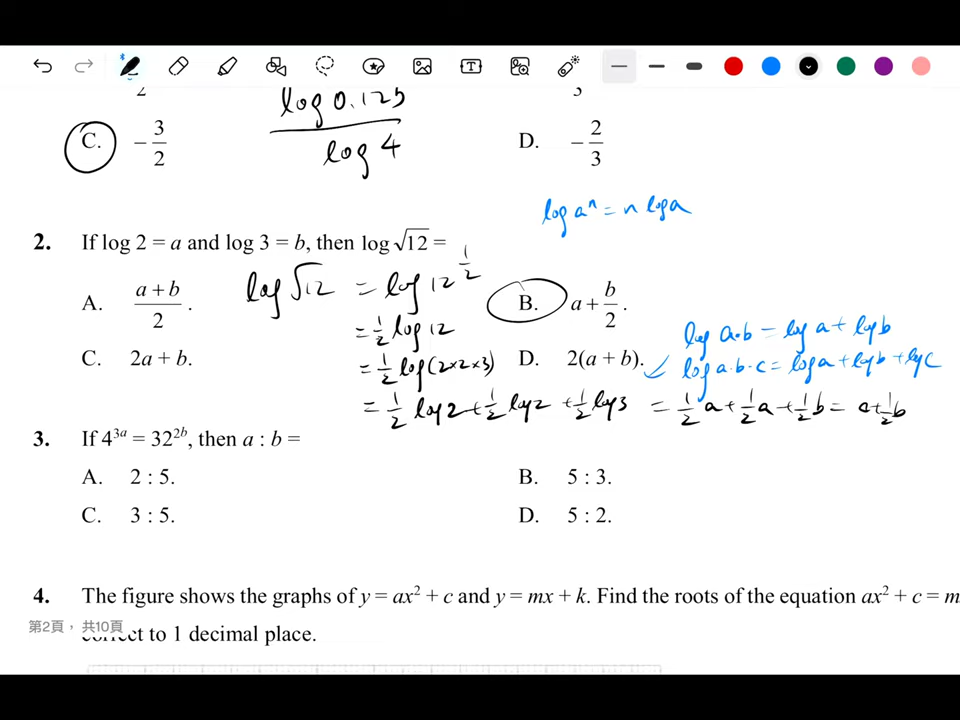 2
3
log 0.125
C. -3/2
D. -2/3
log 4
log aⁿ = n log a
2. If log 2 = a and log 3 = b, then log √12 =
A. (a + b)/2 .
log √12 = log 12^(1/2)
B. a + b/2 .
= 1/2 log 12
log a·b = log a + log b
C. 2a + b.
= 1/2 log (2×2×3)
D. 2(a + b).
log a·b·c = log a + log b + log c
= 1/2 log 2 + 1/2 log 2 + 1/2 log 3 = 1/2 a + 1/2 a + 1/2 b = a + 1/2 b
3. If 4^(3a) = 32^(2b), then a : b =
A. 2 : 5.
B. 5 : 3.
C. 3 : 5.
D. 5 : 2.
4. The figure shows the graphs of y = ax² + c and y = mx + k. Find the roots of the equation ax² + c = m
第2頁，共10頁
correct to 1 decimal place.